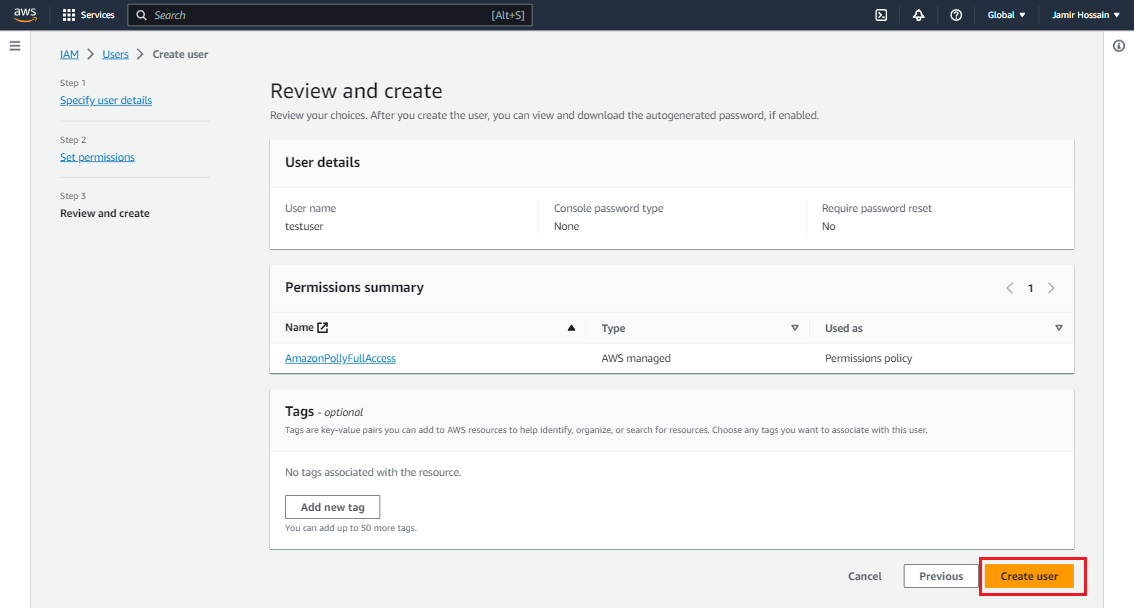 aws Services Search [Alt+S] Global Jamir Hossain
IAM Users Create user
Step 1
Specify user details
Step 2
Set permissions
Step 3
Review and create
Review and create
Review your choices. After you create the user, you can view and download the autogenerated password, if enabled.
User details
User name Console password type Require password reset
testuser None No
Permissions summary 1
Name Type Used as
AmazonPollyFullAccess AWS managed Permissions policy
Tags - optional
Tags are key-value pairs you can add to AWS resources to help identify, organize, or search for resources. Choose any tags you want to associate with this user.
No tags associated with the resource.
Add new tag
You can add up to 50 more tags.
Cancel Previous Create user